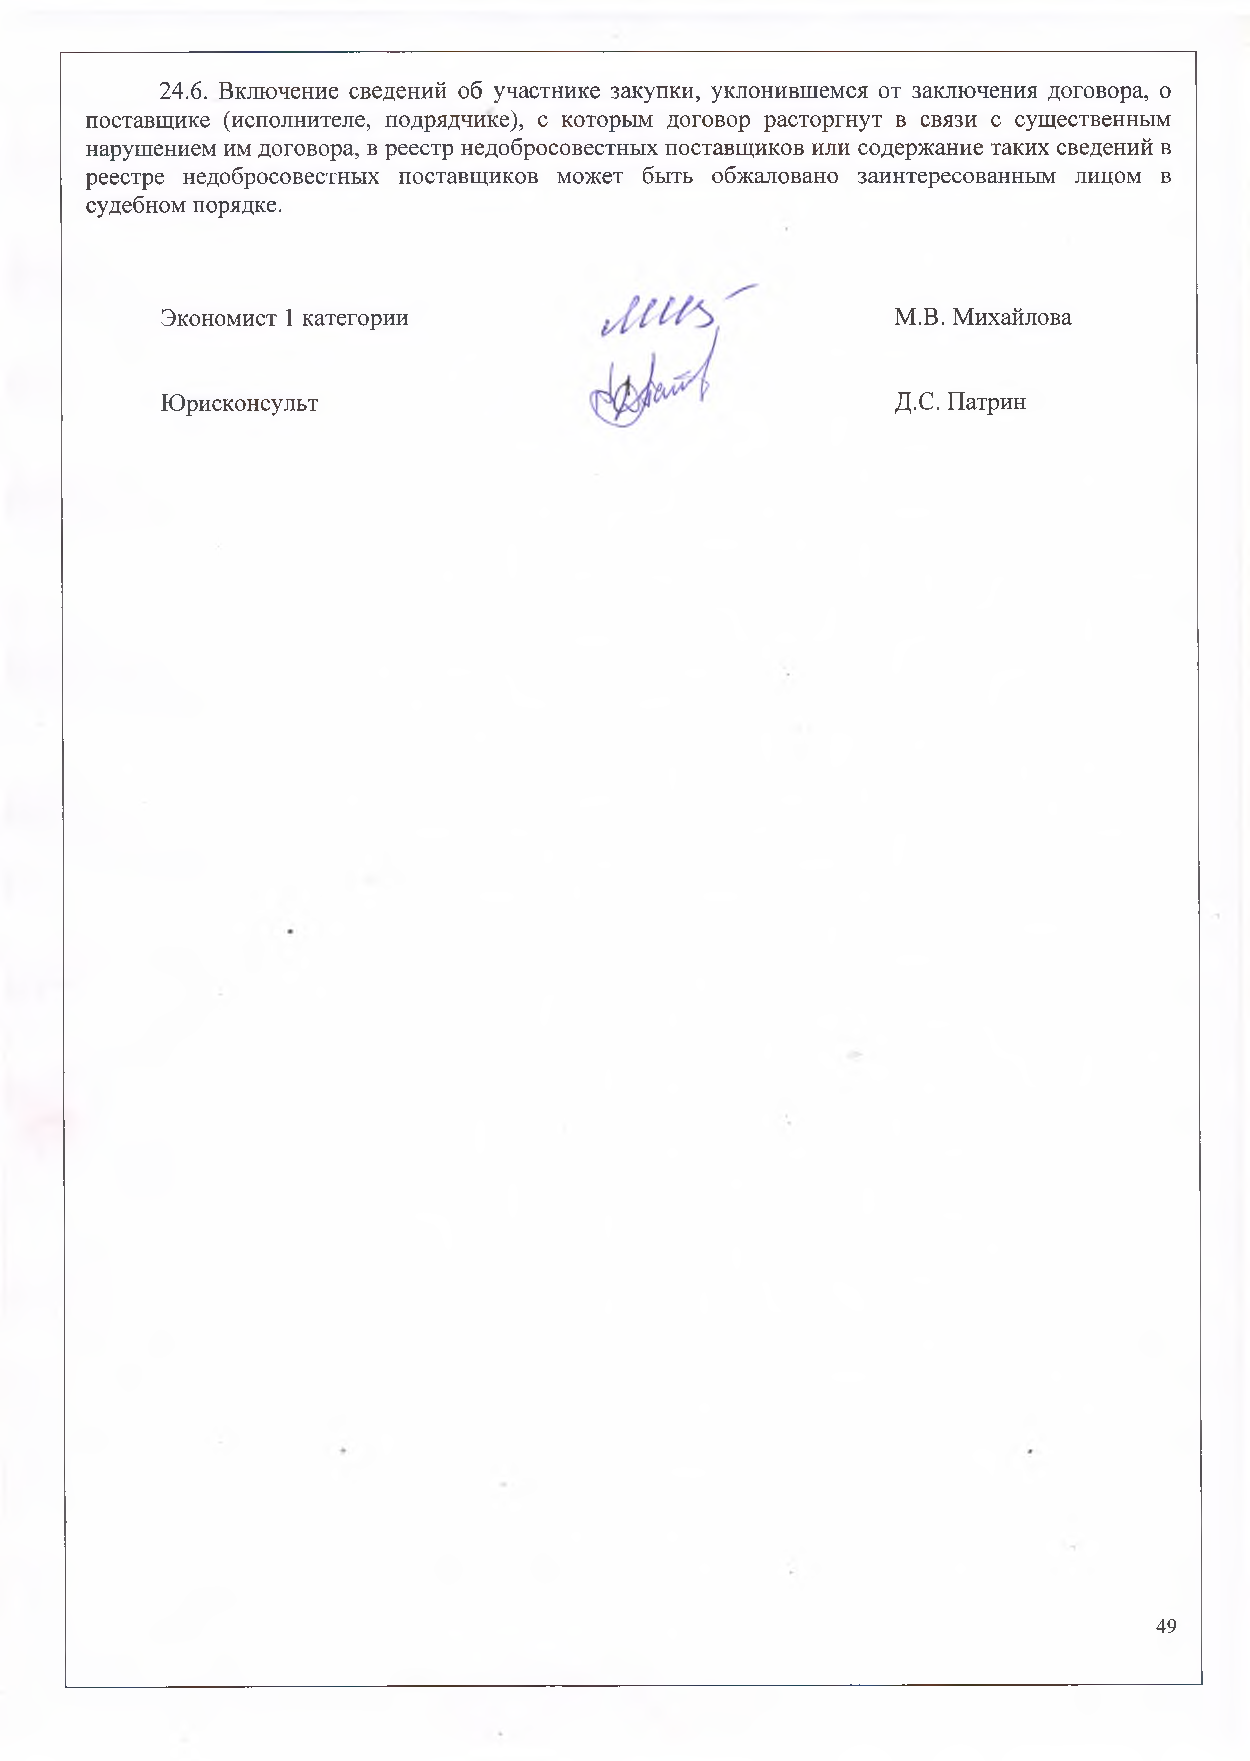 24.6. Включение сведений об участнике закупки, уклонившемся от заключения договора, о
поставщике (исполнителе, подрядчике), с которым договор расторгнут в связи с существенным
нарушением им договора, в реестр недобросовестных поставщиков или содержание таких сведений в
реестре недобросовестных поставщиков может быть обжаловано заинтересованным лицом в
судебном порядке.
Экономист 1 категории М.В. Михайлова
Юрисконсульт Д.С. Патрин
49